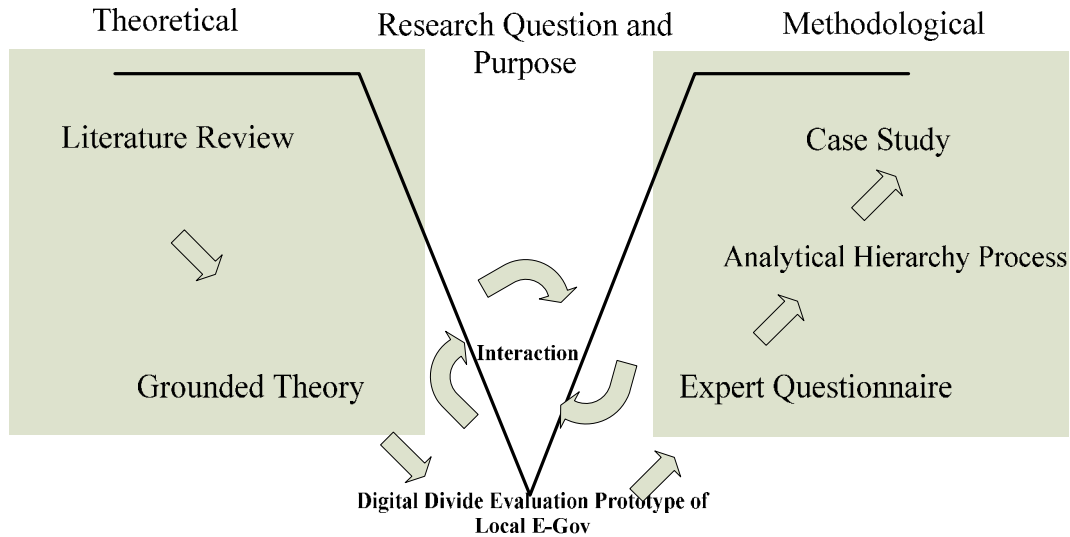 Theoretical
Research Question and
Purpose
Methodological
Literature Review
Grounded Theory
Interaction
Case Study
Analytical Hierarchy Process
Expert Questionnaire
Digital Divide Evaluation Prototype of
Local E-Gov